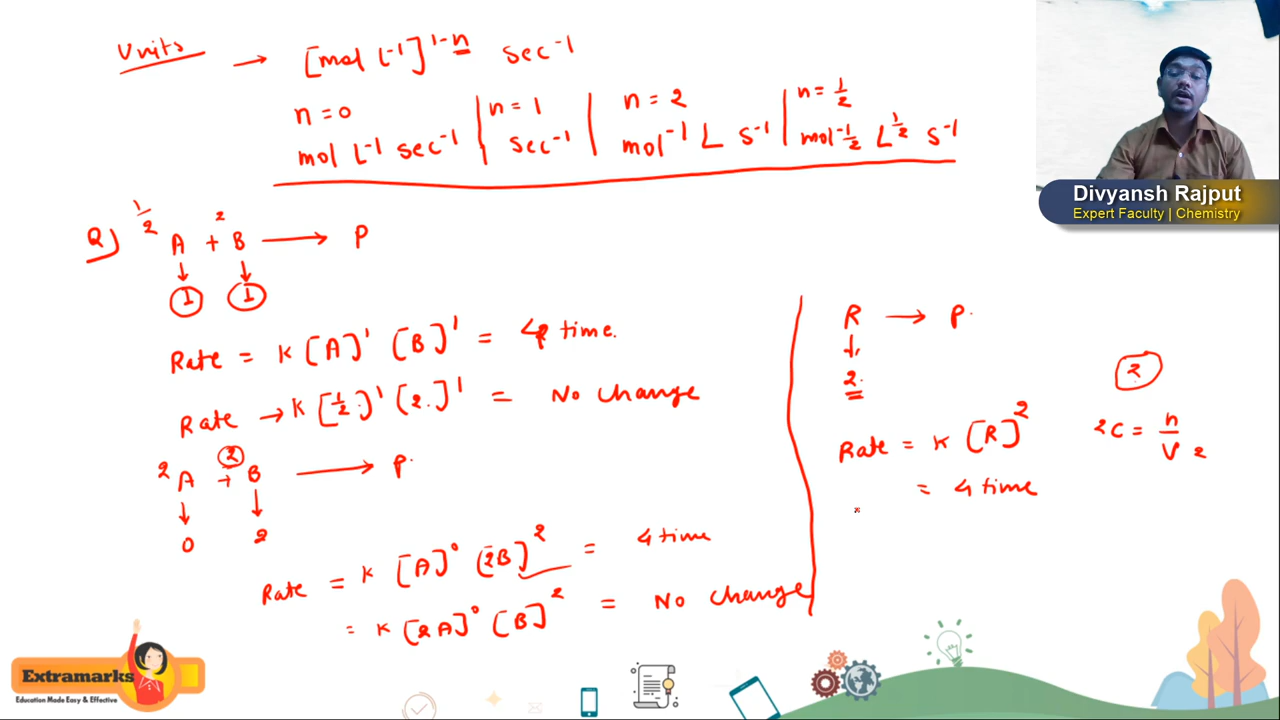 Units → [mol L⁻¹]¹⁻ⁿ sec⁻¹
n = 0 | n = 1 | n = 2 | n = 1/2
mol L⁻¹ sec⁻¹ | sec⁻¹ | mol⁻¹ L s⁻¹ | mol⁻½ L½ s⁻¹
Q) 1/2 A + 2 B → P
↓ ↓
1 1
Rate = K [A]¹ [B]¹ = 4 time.
Rate → K [1/2]¹ [2.]¹ = No change
2 A + 2 B → P.
↓ ↓
0 2
Rate = K [A]⁰ [2B]² = 4 time
= K [2A]⁰ [B]² = No change
R → P.
↓
2.
2
Rate = K [R]²
2C = n/V 2
= 4 time
Divyansh Rajput
Expert Faculty | Chemistry
Extramarks
Education Made Easy & Effective